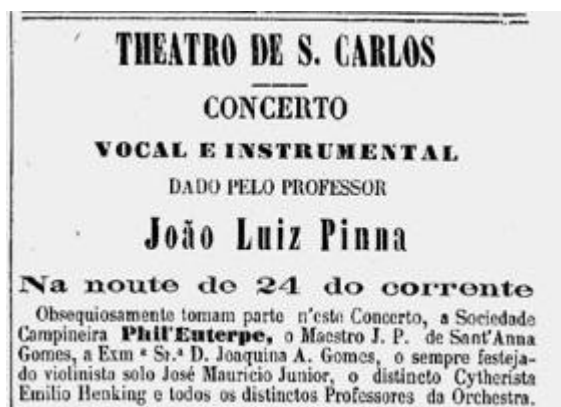 THEATRO DE S. CARLOS
CONCERTO
VOCAL E INSTRUMENTAL
DADO PELO PROFESSOR
João Luiz Pinna
Na noute de 24 do corrente
Obsequiosamente tomam parte n'este Concerto, a Sociedade
Campineira Phil'Euterpe, o Maestro J. P. de Sant'Anna
Gomes, a Exm.ª Sr.ª D. Joaquina A. Gomes, o sempre festeja-
do violinista solo José Mauricio Junior, o distincto Cytherista
Emilio Henking e todos os distinctos Professores da Orchestra.